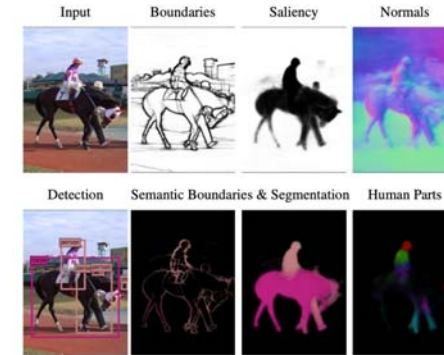 Input Boundaries Saliency Normals
Detection Semantic Boundaries & Segmentation Human Parts